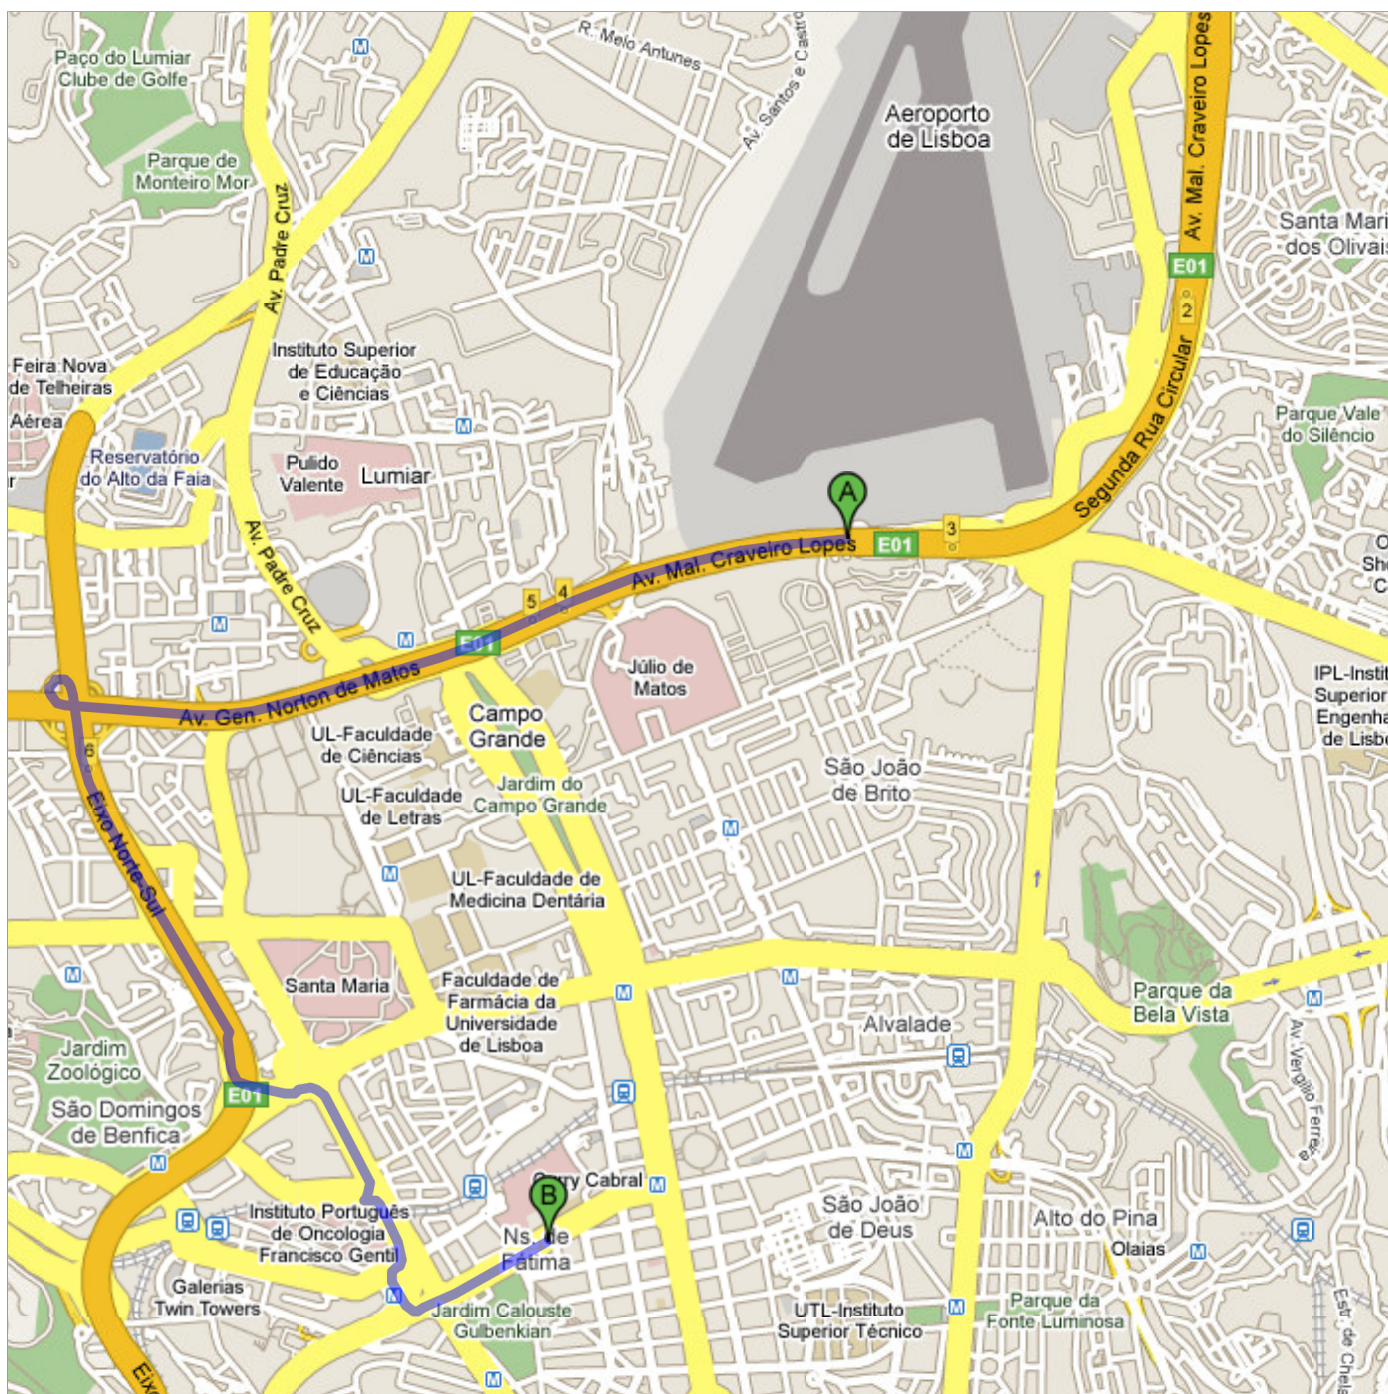 R. Melo Antunes
Av. Santos e Castro
Av. Mal. Craveiro Lopes
Paço do Lumiar
Clube de Golfe
M
Aeroporto
de Lisboa
Parque de
Monteiro Mor
Av. Padre Cruz
Santa Mari
dos Olivais
M
E01
2
Instituto Superior
de Educação
e Ciências
Feira Nova
de Telheiras
Aérea
M
Segunda Rua Circular
Parque Vale
do Silêncio
Reservatório
do Alto da Faia
r
Pulido
Valente
Lumiar
A
3
E01
Av. Mal. Craveiro Lopes
Av. Padre Cruz
O
Sho
C
4
5
M
M
E01
Júlio de
Matos
IPL-Instit
Superior
Engenha
de Lisbo
Av. Gen. Norton de Matos
Campo
Grande
UL-Faculdade
de Ciências
6
São João
de Brito
Jardim do
Campo Grande
UL-Faculdade
de Letras
Eixo Norte-Sul
M
M
UL-Faculdade de
Medicina Dentária
M
Santa Maria
Faculdade de
Farmácia da
Universidade
de Lisboa
M
M
M
Parque da
Bela Vista
Alvalade
Av. Vergílio Ferreira
a
Jardim
Zoológico
E01
São Domingos
de Benfica
M
M
Curry Cabral
M
B
Instituto Português
de Oncologia
Francisco Gentil
Ns. de
Fátima
São João
de Deus
Alto do Pina
Olaias
M
Galerias
Twin Towers
M
Jardim Calouste
Gulbenkian
UTL-Instituto
Superior Técnico
M
Parque da
Fonte Luminosa
Estr. de Chela
M
Eixo